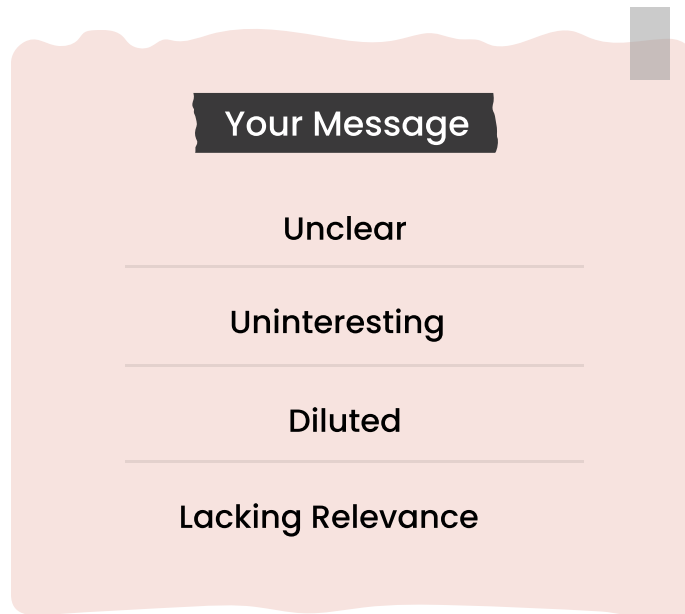 Your Message
Unclear
Uninteresting
Diluted
Lacking Relevance